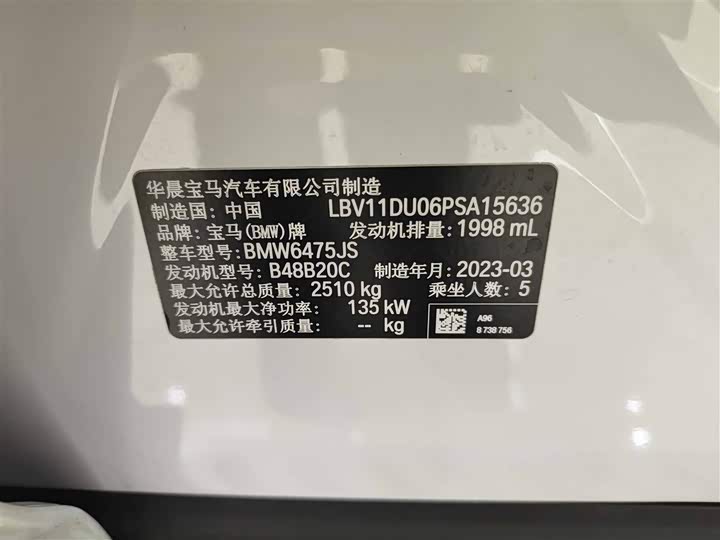 华晨宝马汽车有限公司制造
制造国: 中国 LBV11DU06PSA15636
品牌: 宝马(BMW)牌 发动机排量: 1998 mL
整车型号: BMW6475JS
发动机型号: B48B20C 制造年月: 2023-03
最大允许总质量: 2510 kg 乘坐人数: 5
发动机最大净功率: 135 kW
最大允许牵引质量: -- kg
A96
8 738 756